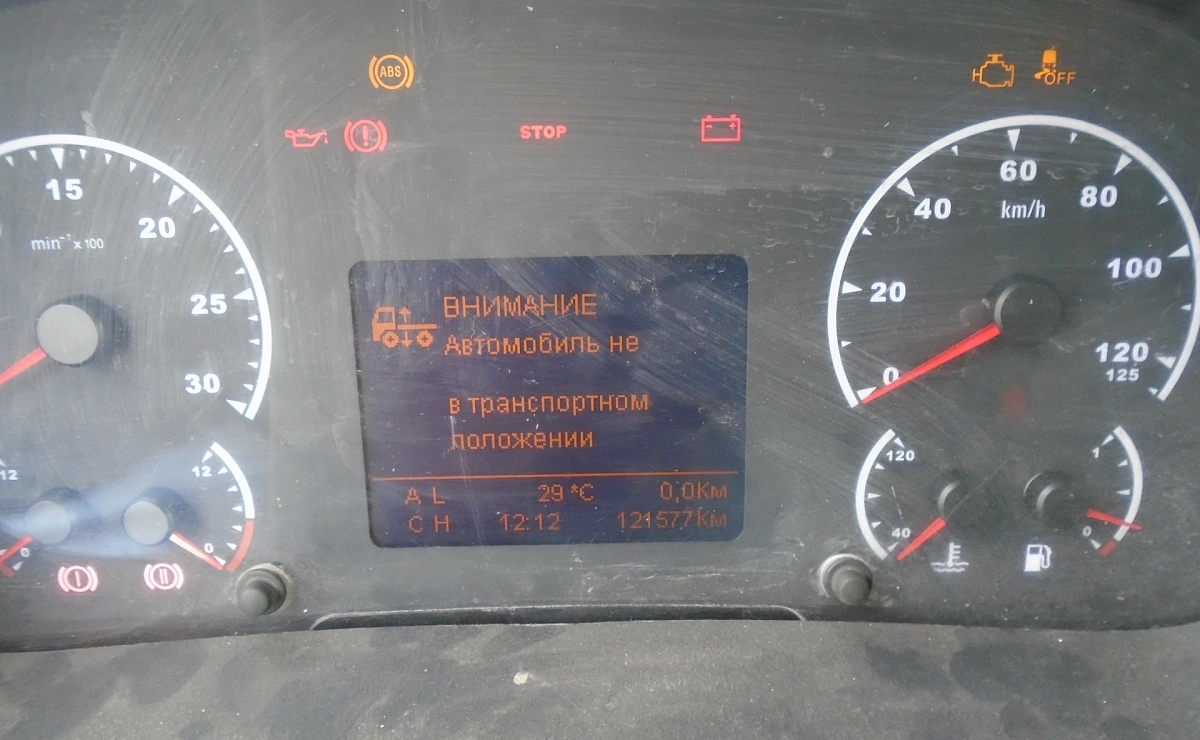 ABS
OFF
STOP
15
20
25
30
min⁻¹ x 100
0
20
40
60
80
100
120
125
km/h
ВНИМАНИЕ
Автомобиль не
в транспортном
положении
A L 29 °C 0,0Км
C H 12:12 121577Км
12
0
12
0
120
40
1
0